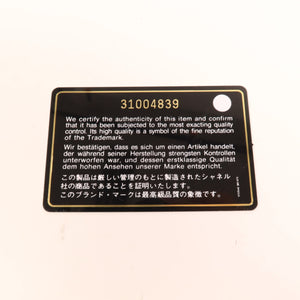 31004839
We certify the authenticity of this item and confirm
that it has been subjected to the most exacting quality
control. Its high quality is a symbol of the fine reputation
of the Trademark.
Wir bestätigen, dass es sich um einen Artikel handelt,
der während seiner Herstellung strengsten Kontrollen
unterworfen war, und dessen erstklassige Qualität
dem hohen Ansehen unserer Marke entspricht.
この製品は厳しい管理のもとに製造されたシャネル
社の商品であることを証明いたします。
このブランド・マークは最高級品質の象徴です。